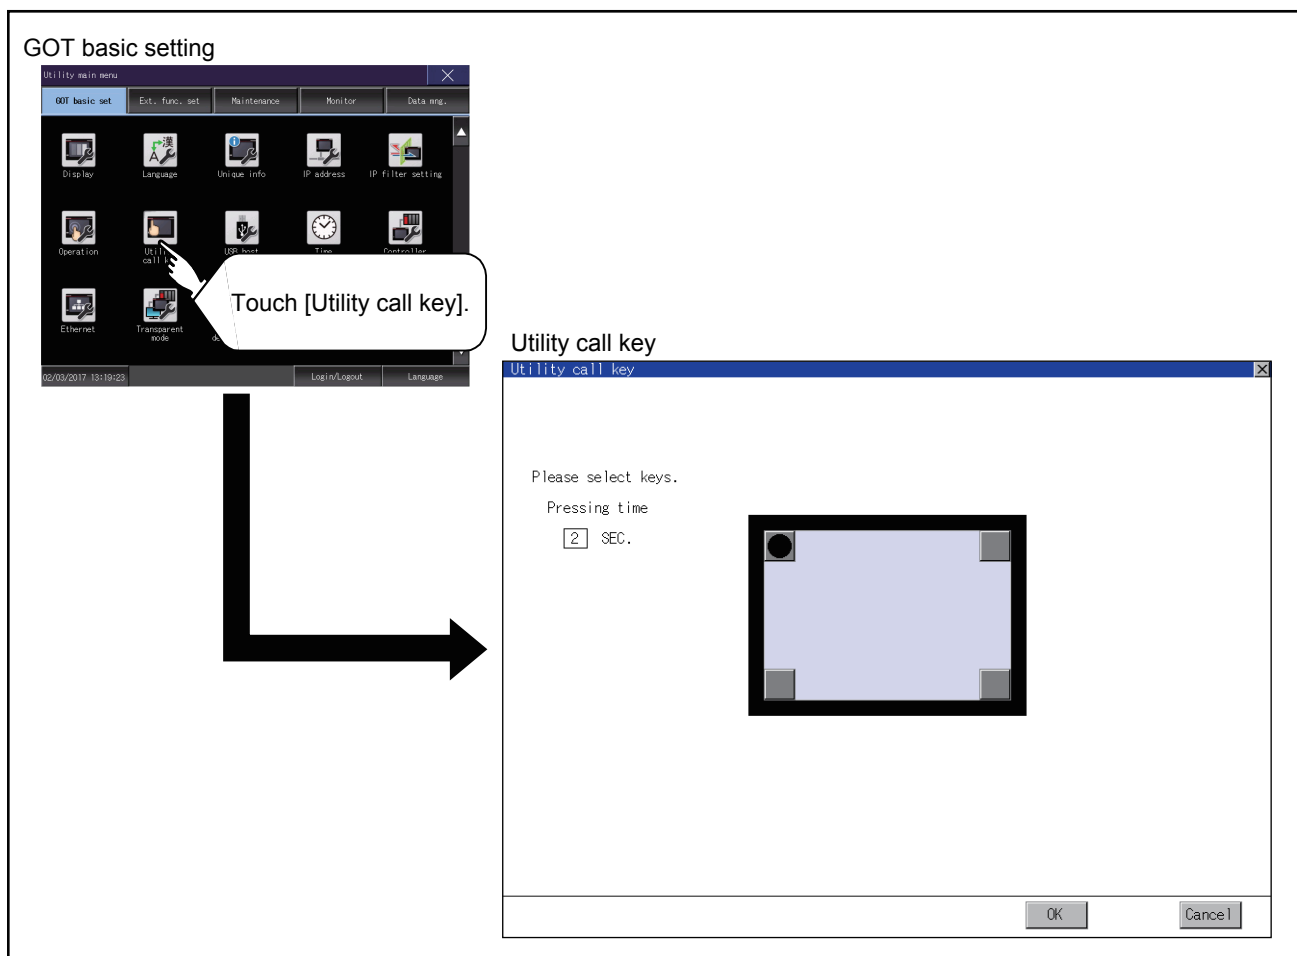 GOT basic setting
Utility main menu
GOT basic set Ext. func. set Maintenance Monitor Data mng.
Display Language Unique info IP address IP filter setting
Operation USB host Time Controller
call
Touch [Utility call key].
Ethernet Transparent
mode
02/03/2017 13:19:23 Login/Logout Language
Utility call key
Utility call key
Please select keys.
Pressing time
2 SEC.
OK Cancel